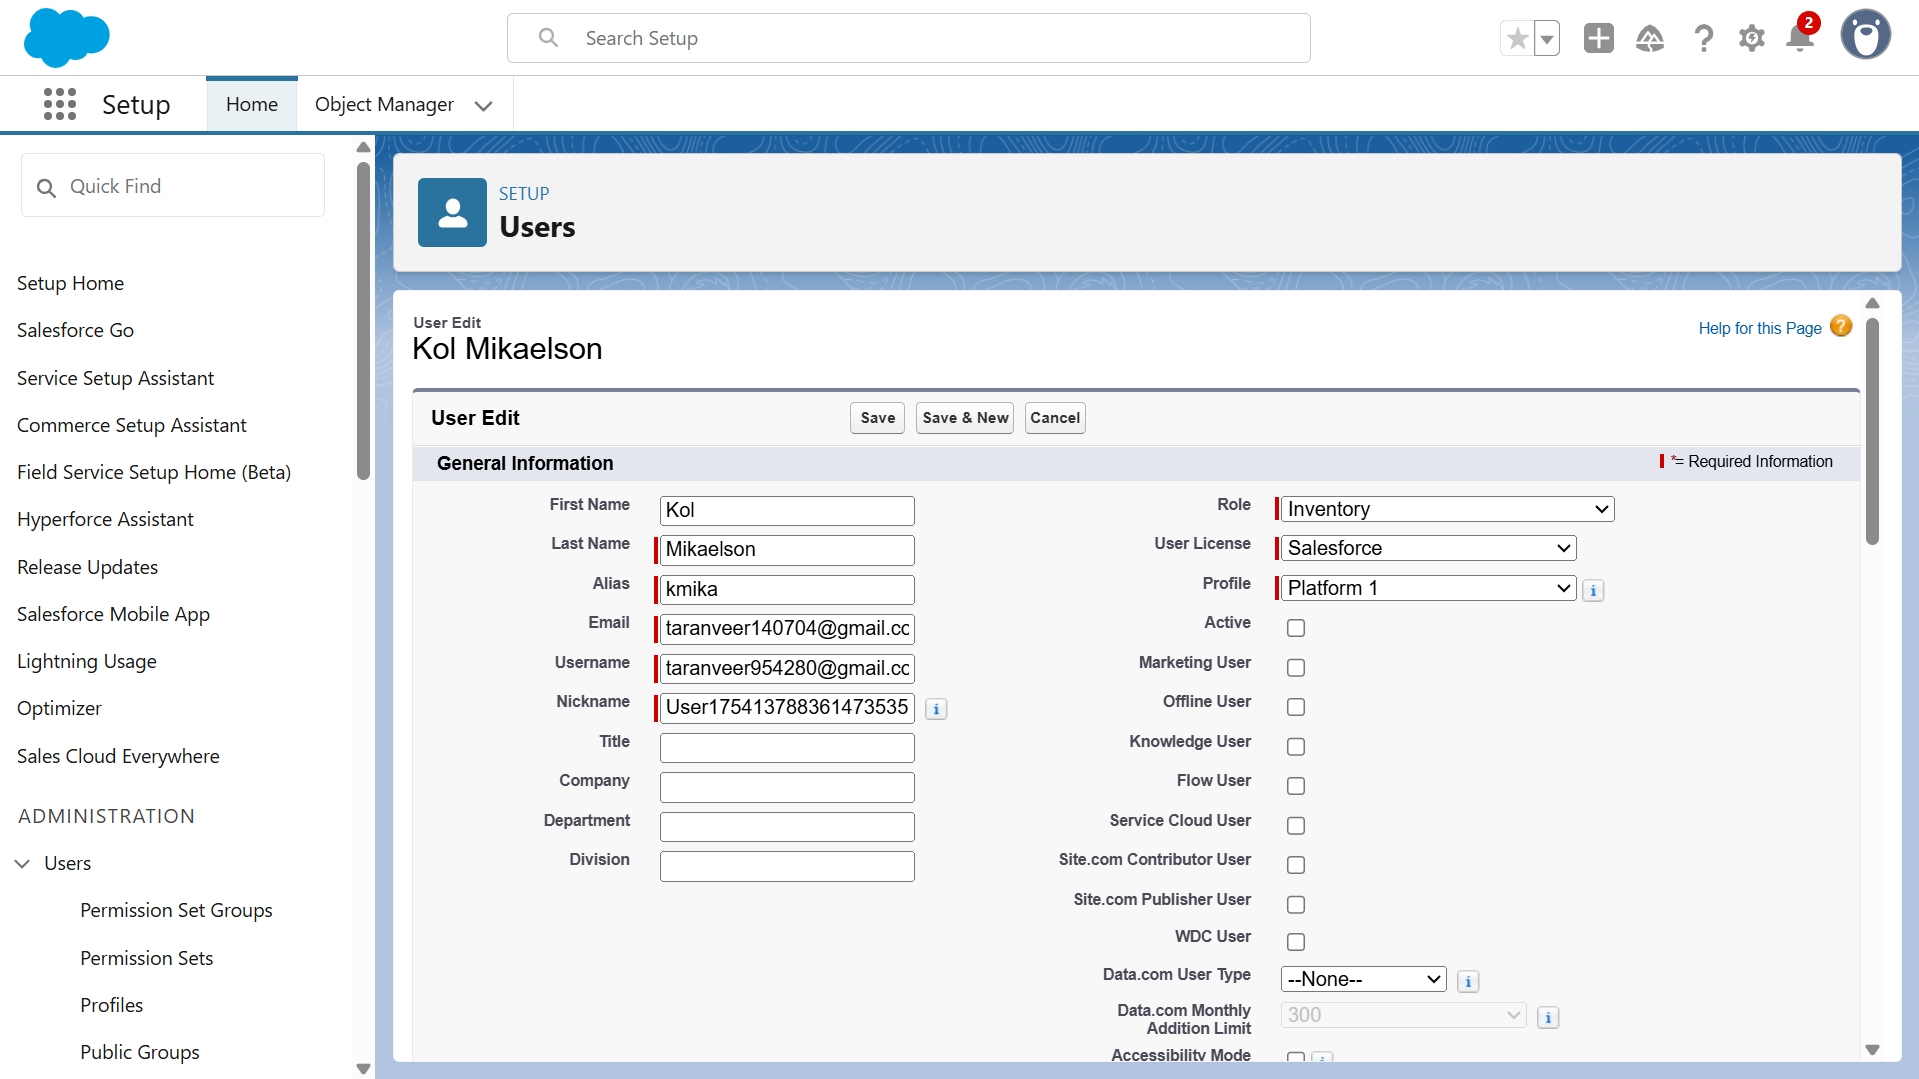 Search Setup
2
Setup
Home
Object Manager
Quick Find
Setup Home
Salesforce Go
Service Setup Assistant
Commerce Setup Assistant
Field Service Setup Home (Beta)
Hyperforce Assistant
Release Updates
Salesforce Mobile App
Lightning Usage
Optimizer
Sales Cloud Everywhere
ADMINISTRATION
Users
Permission Set Groups
Permission Sets
Profiles
Public Groups
SETUP
Users
User Edit
Kol Mikaelson
Help for this Page
User Edit
Save
Save & New
Cancel
General Information
*= Required Information
First Name
Kol
Last Name
Mikaelson
Alias
kmika
Email
taranveer140704@gmail.cc
Username
taranveer954280@gmail.cc
Nickname
User175413788361473535
Title
Company
Department
Division
Role
Inventory
User License
Salesforce
Profile
Platform 1
Active
Marketing User
Offline User
Knowledge User
Flow User
Service Cloud User
Site.com Contributor User
Site.com Publisher User
WDC User
Data.com User Type
--None--
Data.com Monthly
Addition Limit
300
Accessibility Mode